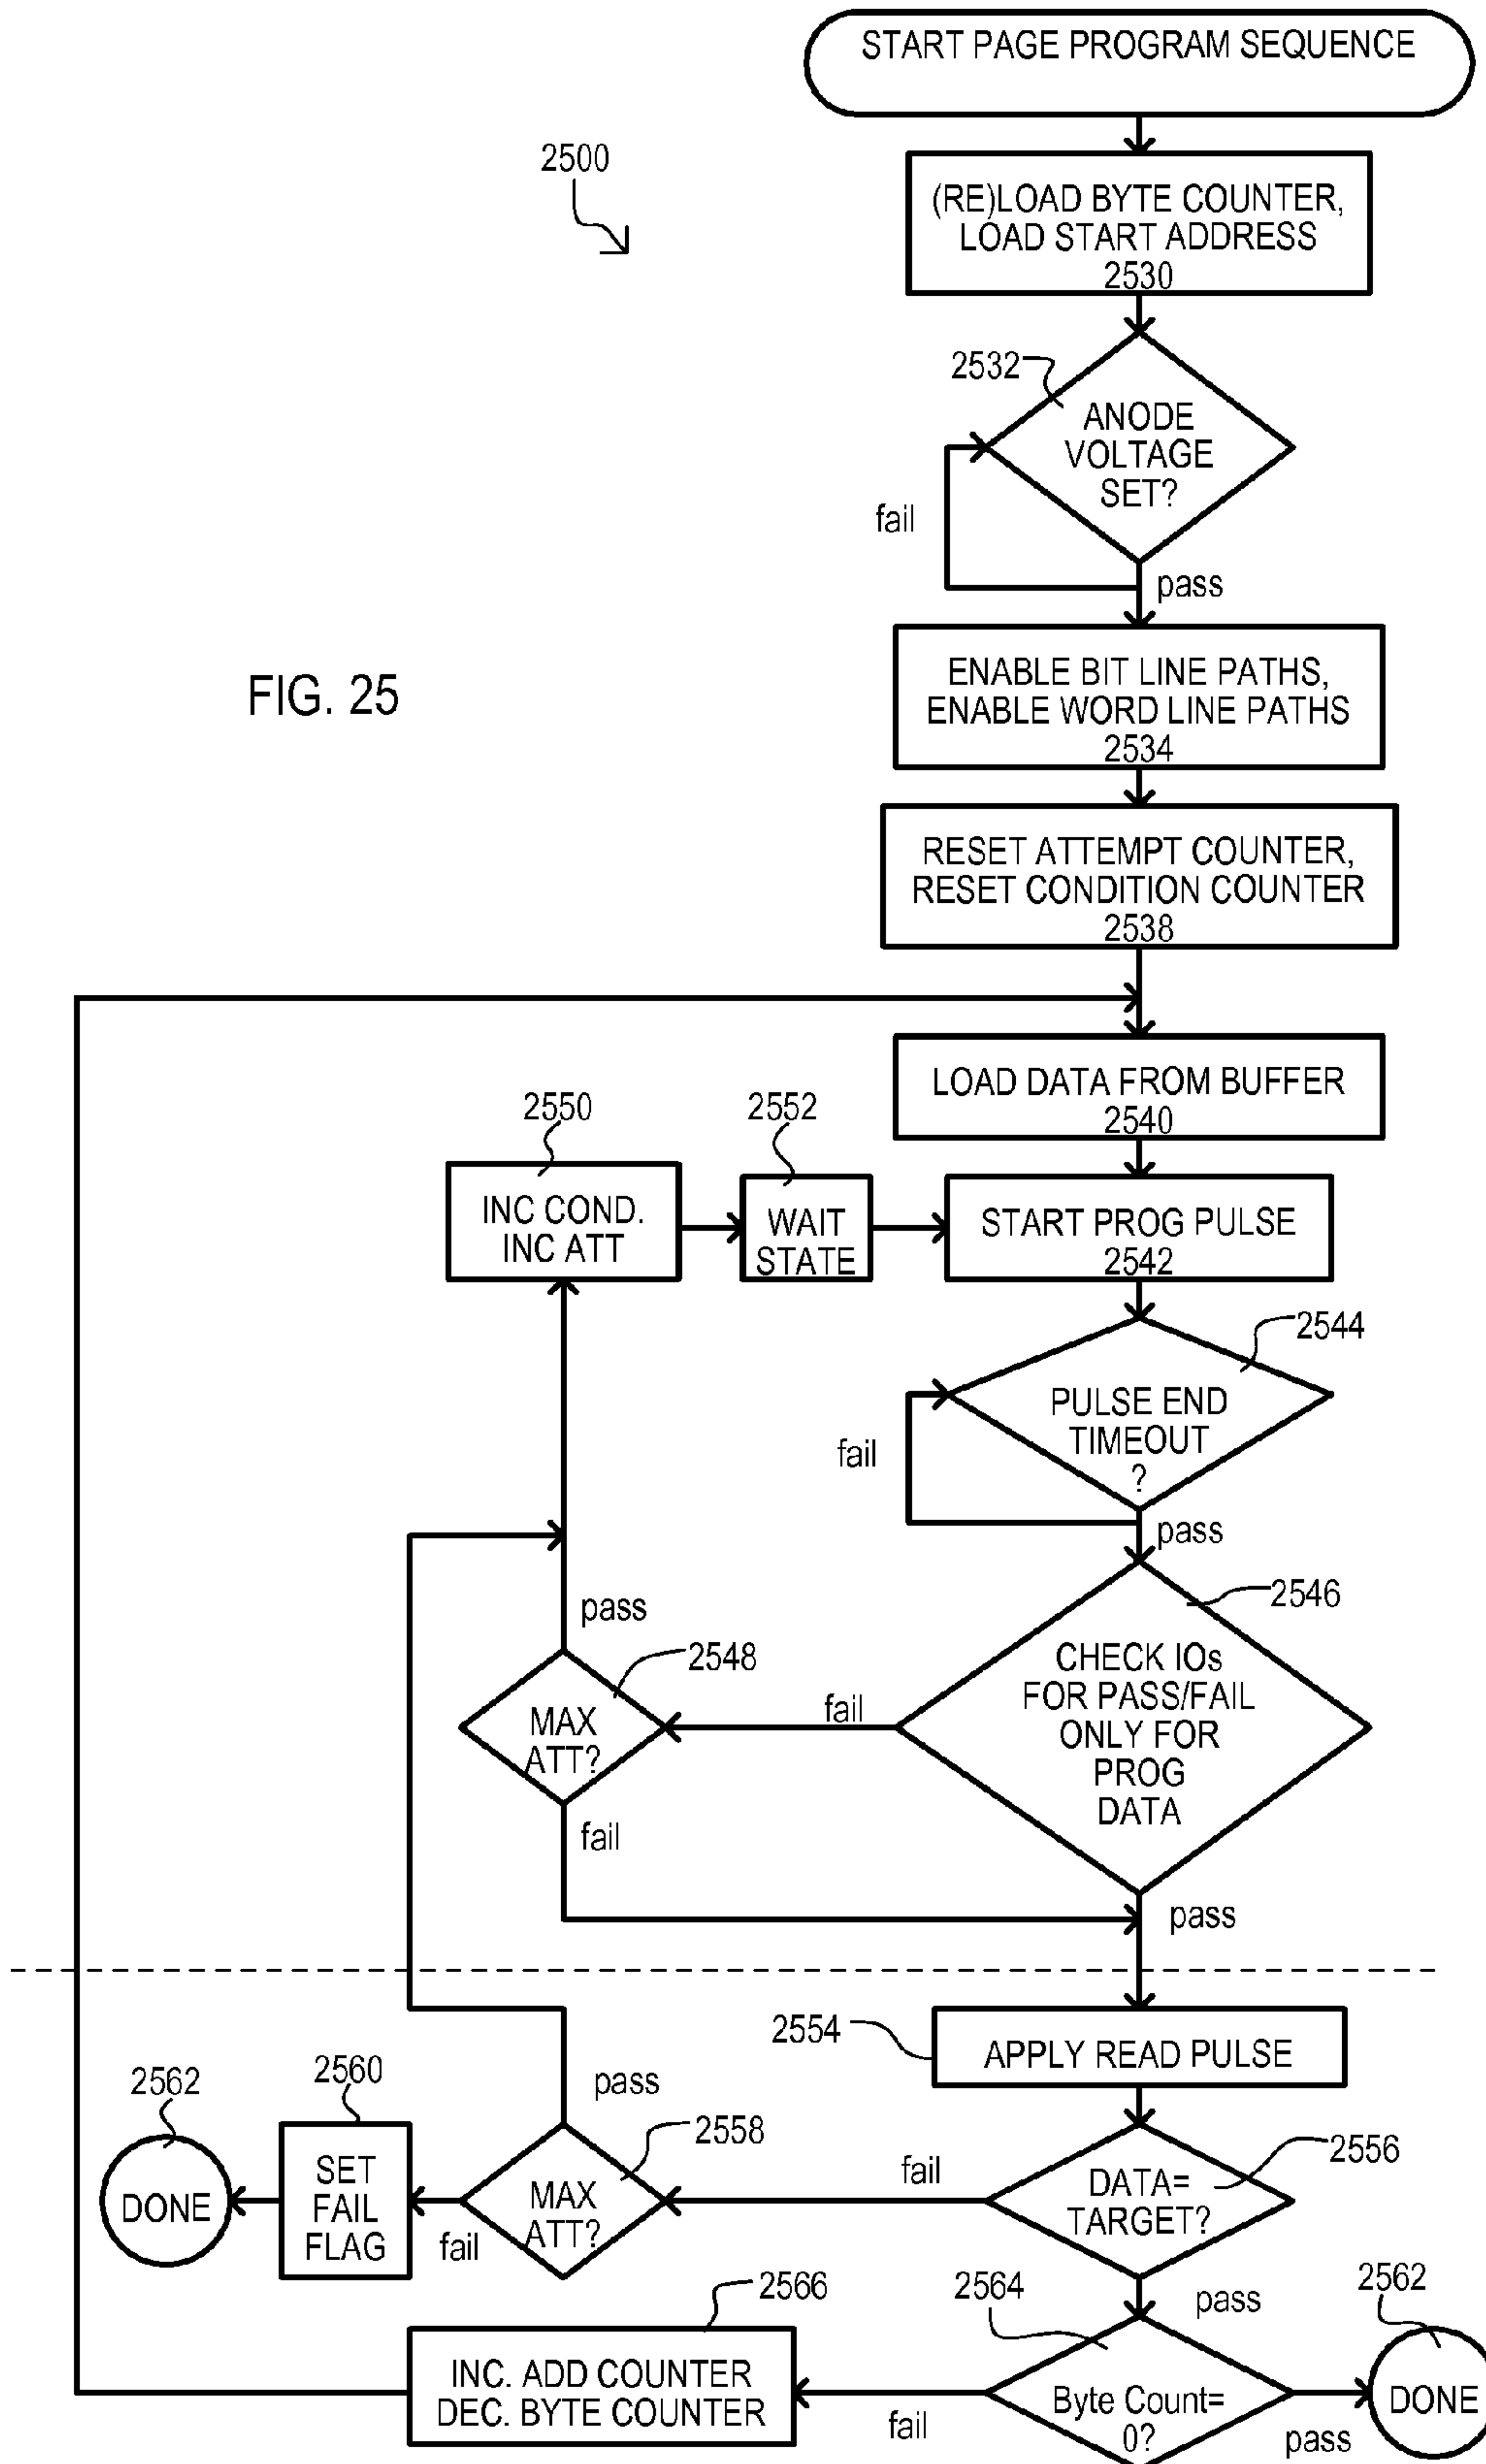 START PAGE PROGRAM SEQUENCE
2500
(RE)LOAD BYTE COUNTER,
LOAD START ADDRESS
2530
2532
ANODE
VOLTAGE
SET?
fail
pass
FIG. 25
ENABLE BIT LINE PATHS,
ENABLE WORD LINE PATHS
2534
RESET ATTEMPT COUNTER,
RESET CONDITION COUNTER
2538
LOAD DATA FROM BUFFER
2540
2550
INC COND.
INC ATT
2552
WAIT
STATE
START PROG PULSE
2542
2544
PULSE END
TIMEOUT
?
fail
pass
2546
CHECK IOs
FOR PASS/FAIL
ONLY FOR
PROG
DATA
fail
pass
2548
MAX
ATT?
pass
fail
2554
APPLY READ PULSE
2556
DATA=
TARGET?
fail
pass
2558
MAX
ATT?
pass
fail
2560
SET
FAIL
FLAG
2562
DONE
2564
Byte Count=
0?
fail
pass
2562
DONE
2566
INC. ADD COUNTER
DEC. BYTE COUNTER